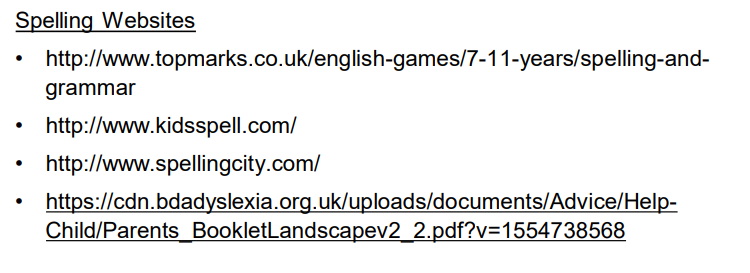 Spelling Websites
• http://www.topmarks.co.uk/english-games/7-11-years/spelling-and-
grammar
• http://www.kidsspell.com/
• http://www.spellingcity.com/
• https://cdn.bdadyslexia.org.uk/uploads/documents/Advice/Help-
Child/Parents_BookletLandscapev2_2.pdf?v=1554738568